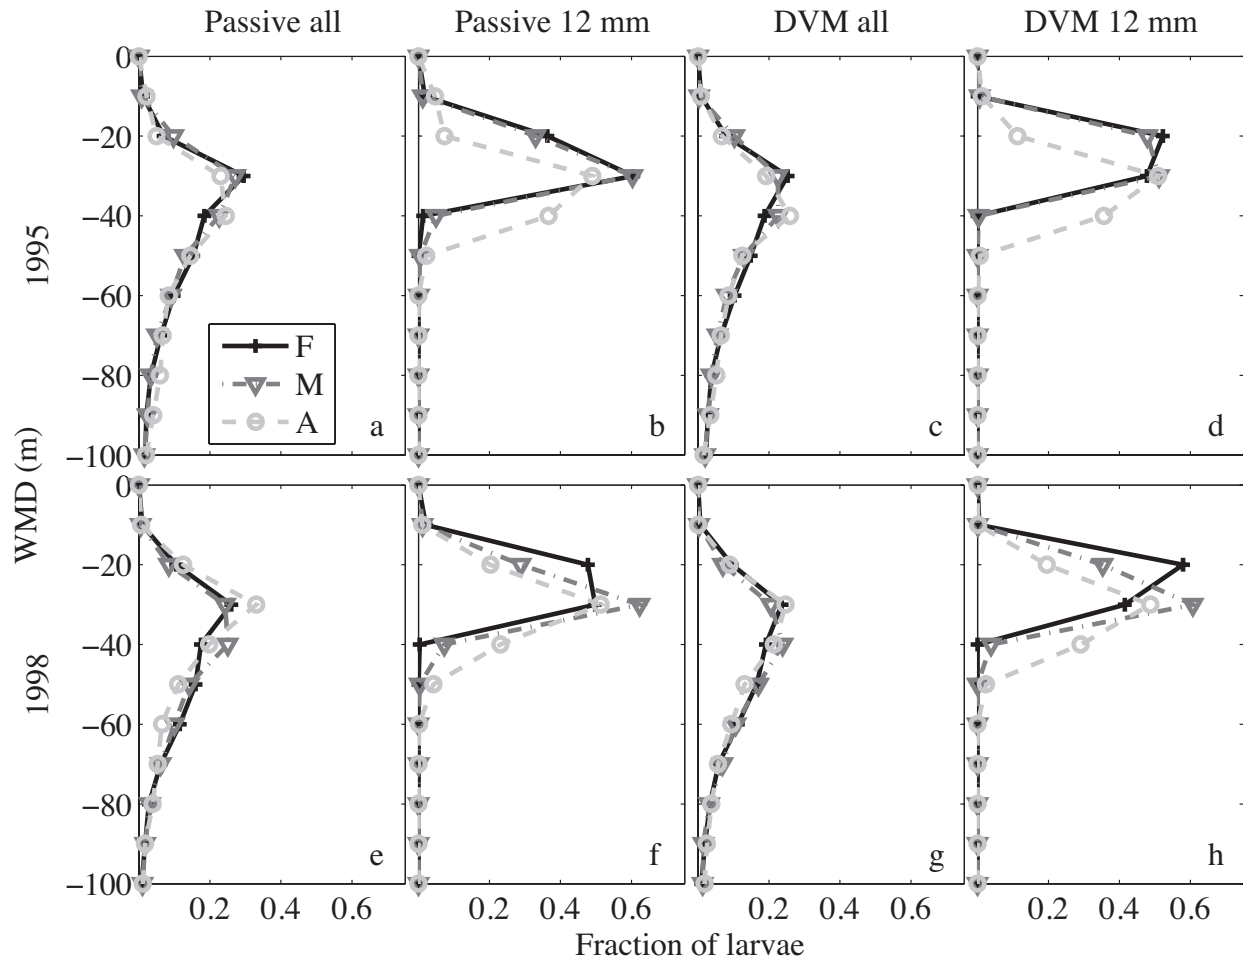 Passive all Passive 12 mm DVM all DVM 12 mm
0
−20
−40
−60
−80
−100
1995
F
M
A
a b c d
WMD (m)
0
−20
−40
−60
−80
−100
1998
e f g h
0.2 0.4 0.6 0.2 0.4 0.6 0.2 0.4 0.6 0.2 0.4 0.6
Fraction of larvae